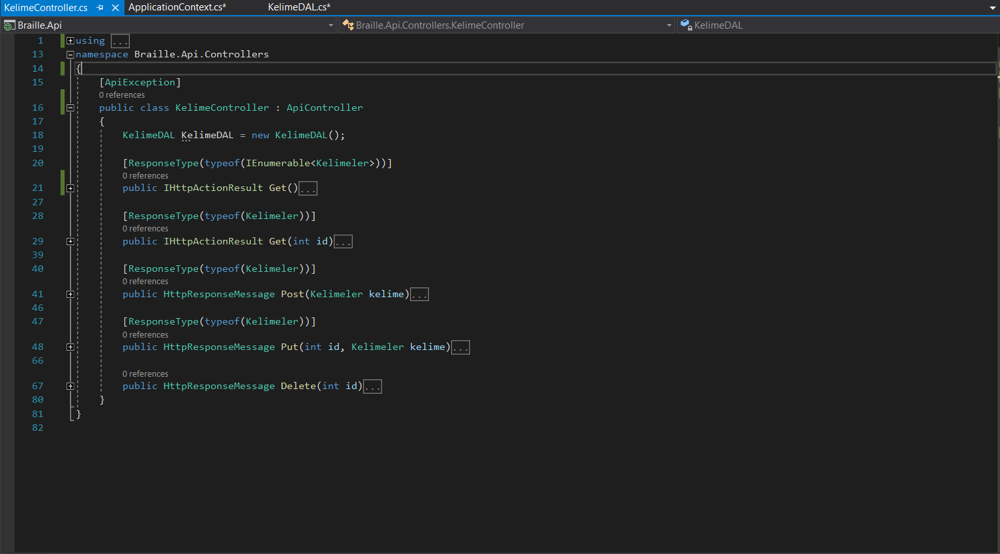 KelimeController.cs ApplicationContext.cs* KelimeDAL.cs*
Braille.Api Braille.Api.Controllers.KelimeController KelimeDAL
1 using ...
13 namespace Braille.Api.Controllers
14 {
15 [ApiException]
0 references
16 public class KelimeController : ApiController
17 {
18 KelimeDAL KelimeDAL = new KelimeDAL();
19
20 [ResponseType(typeof(IEnumerable<Kelimeler>))]
0 references
21 public IHttpActionResult Get()...
27
28 [ResponseType(typeof(Kelimeler))]
0 references
29 public IHttpActionResult Get(int id)...
39
40 [ResponseType(typeof(Kelimeler))]
0 references
41 public HttpResponseMessage Post(Kelimeler kelime)...
46
47 [ResponseType(typeof(Kelimeler))]
0 references
48 public HttpResponseMessage Put(int id, Kelimeler kelime)...
66
0 references
67 public HttpResponseMessage Delete(int id)...
80 }
81 }
82